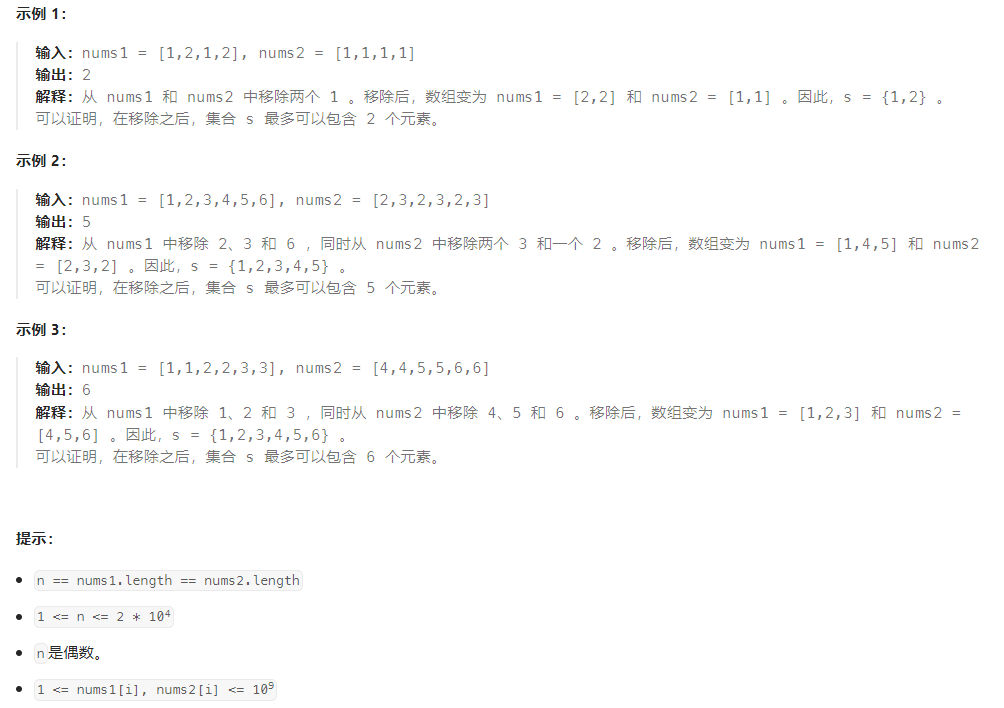 示例 1：
输入：nums1 = [1,2,1,2], nums2 = [1,1,1,1]
输出：2
解释：从 nums1 和 nums2 中移除两个 1 。移除后，数组变为 nums1 = [2,2] 和 nums2 = [1,1] 。因此，s = {1,2} 。
可以证明，在移除之后，集合 s 最多可以包含 2 个元素。
示例 2：
输入：nums1 = [1,2,3,4,5,6], nums2 = [2,3,2,3,2,3]
输出：5
解释：从 nums1 中移除 2、3 和 6 ，同时从 nums2 中移除两个 3 和一个 2 。移除后，数组变为 nums1 = [1,4,5] 和 nums2
= [2,3,2] 。因此，s = {1,2,3,4,5} 。
可以证明，在移除之后，集合 s 最多可以包含 5 个元素。
示例 3：
输入：nums1 = [1,1,2,2,3,3], nums2 = [4,4,5,5,6,6]
输出：6
解释：从 nums1 中移除 1、2 和 3 ，同时从 nums2 中移除 4、5 和 6 。移除后，数组变为 nums1 = [1,2,3] 和 nums2 =
[4,5,6] 。因此，s = {1,2,3,4,5,6} 。
可以证明，在移除之后，集合 s 最多可以包含 6 个元素。
提示：
• n == nums1.length == nums2.length
• 1 <= n <= 2 * 10⁴
• n是偶数。
• 1 <= nums1[i], nums2[i] <= 10⁹